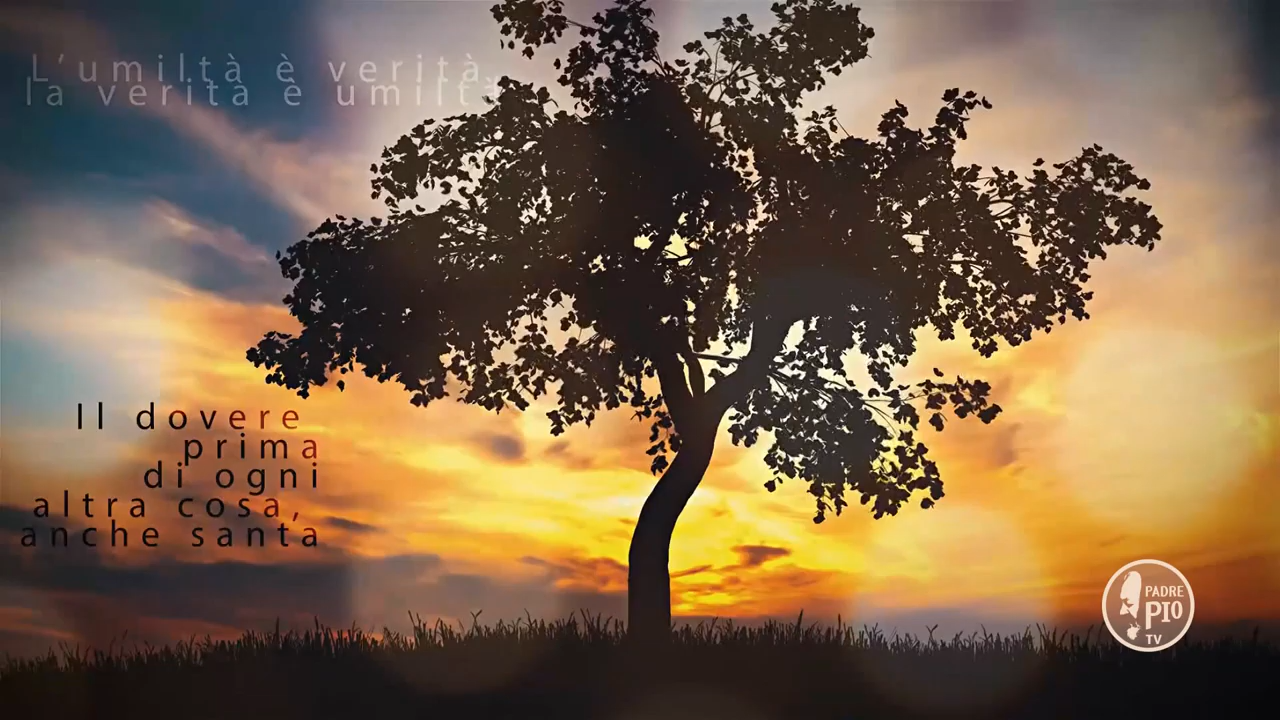 L'umiltà è verità,
la verità è umiltà
Il dovere
prima
di ogni
altra cosa,
anche santa
PADRE
PIO
TV